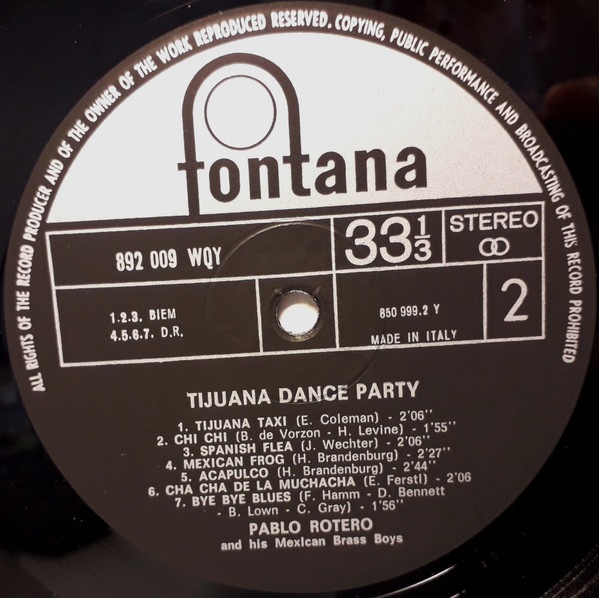 ALL RIGHTS OF THE RECORD PRODUCER AND OF THE OWNER OF THE WORK REPRODUCED RESERVED. COPYING, PUBLIC PERFORMANCE AND BROADCASTING OF THIS RECORD PROHIBITED
fontana
892 009 WQY
33 1/3
STEREO
1.2.3. BIEM
4.5.6.7. D.R.
850 999.2 Y
MADE IN ITALY
2
TIJUANA DANCE PARTY
1. TIJUANA TAXI (E. Coleman) - 2'06''
2. CHI CHI (B. de Vorzon - H. Levine) - 1'55''
3. SPANISH FLEA (J. Wechter) - 2'06''
4. MEXICAN FROG (H. Brandenburg) - 2'27''
5. ACAPULCO (H. Brandenburg) - 2'44''
6. CHA CHA DE LA MUCHACHA (E. Ferstl) - 2'06
7. BYE BYE BLUES (F. Hamm - D. Bennett
- B. Lown - C. Gray) - 1'56''
PABLO ROTERO
and his Mexican Brass Boys